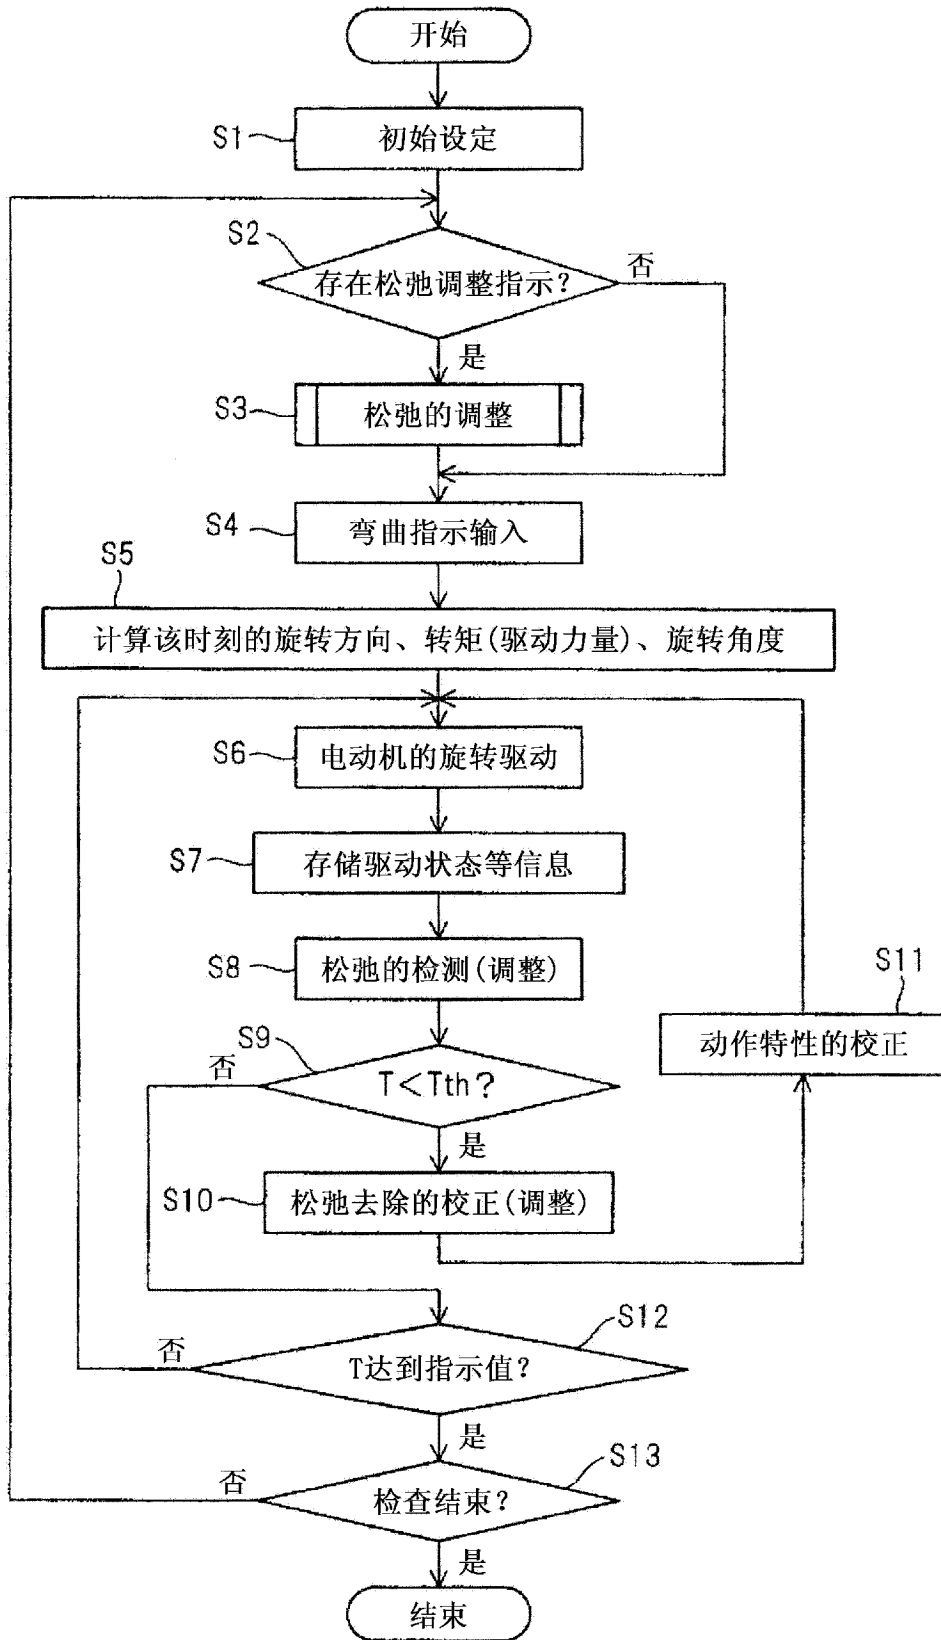 开始
S1
初始设定
S2
存在松弛调整指示?
否
是
S3
松弛的调整
S4
弯曲指示输入
S5
计算该时刻的旋转方向、转矩(驱动力量)、旋转角度
S6
电动机的旋转驱动
S7
存储驱动状态等信息
S8
松弛的检测(调整)
S11
动作特性的校正
S9
否
T<Tth?
是
S10
松弛去除的校正(调整)
S12
否
T达到指示值?
是
S13
否
检查结束?
是
结束